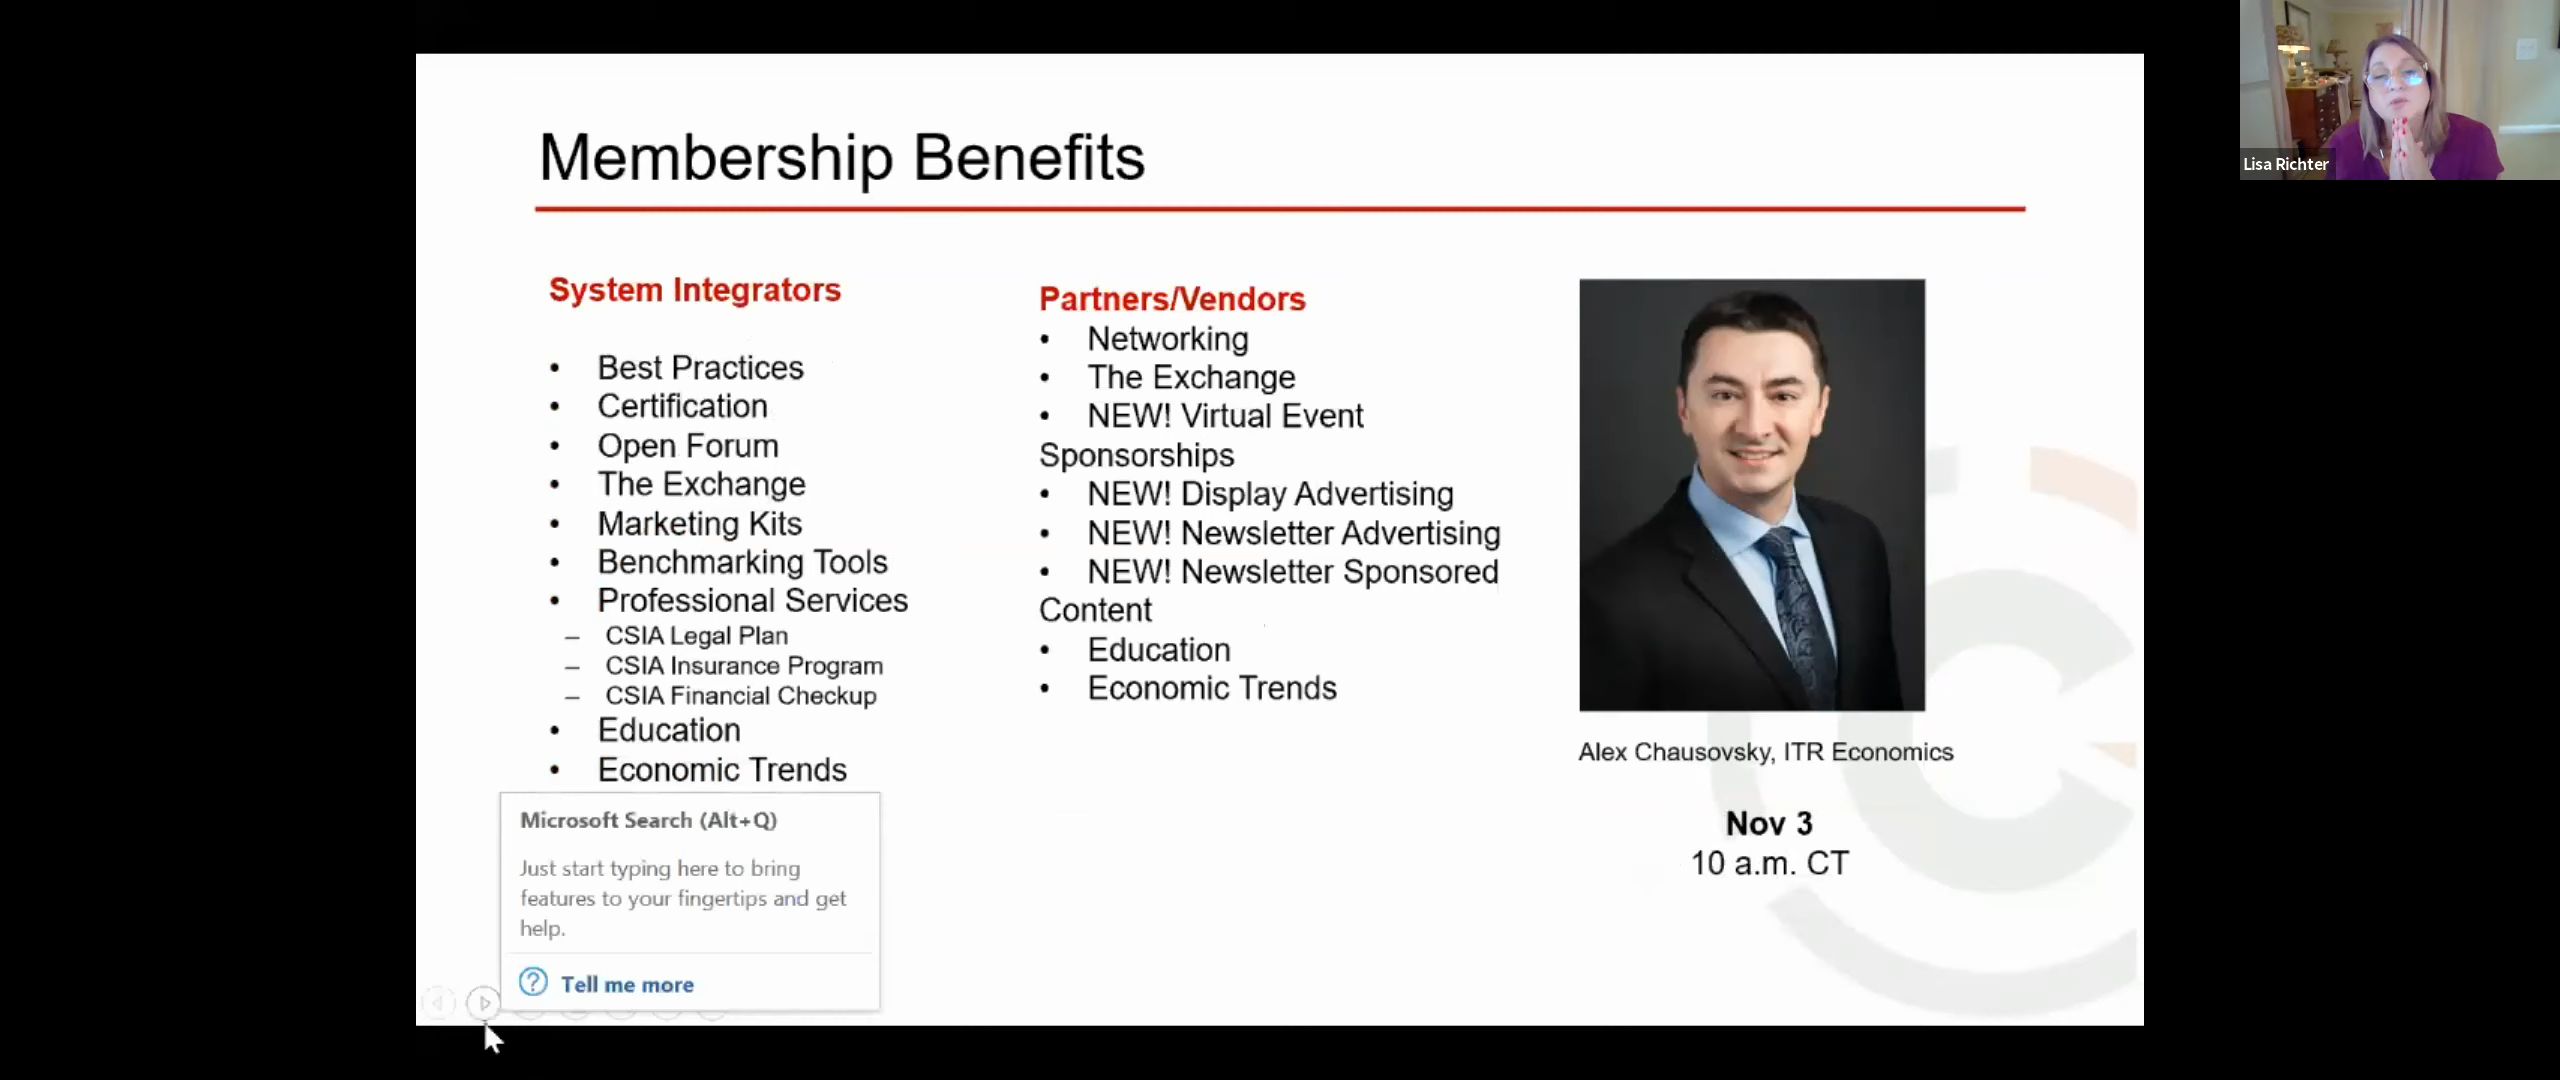 Membership Benefits
System Integrators
• Best Practices
• Certification
• Open Forum
• The Exchange
• Marketing Kits
• Benchmarking Tools
• Professional Services
– CSIA Legal Plan
– CSIA Insurance Program
– CSIA Financial Checkup
• Education
• Economic Trends
Partners/Vendors
• Networking
• The Exchange
• NEW! Virtual Event
Sponsorships
• NEW! Display Advertising
• NEW! Newsletter Advertising
• NEW! Newsletter Sponsored
Content
• Education
• Economic Trends
Alex Chausovsky, ITR Economics
Nov 3
10 a.m. CT
Microsoft Search (Alt+Q)
Just start typing here to bring
features to your fingertips and get
help.
Tell me more
Lisa Richter